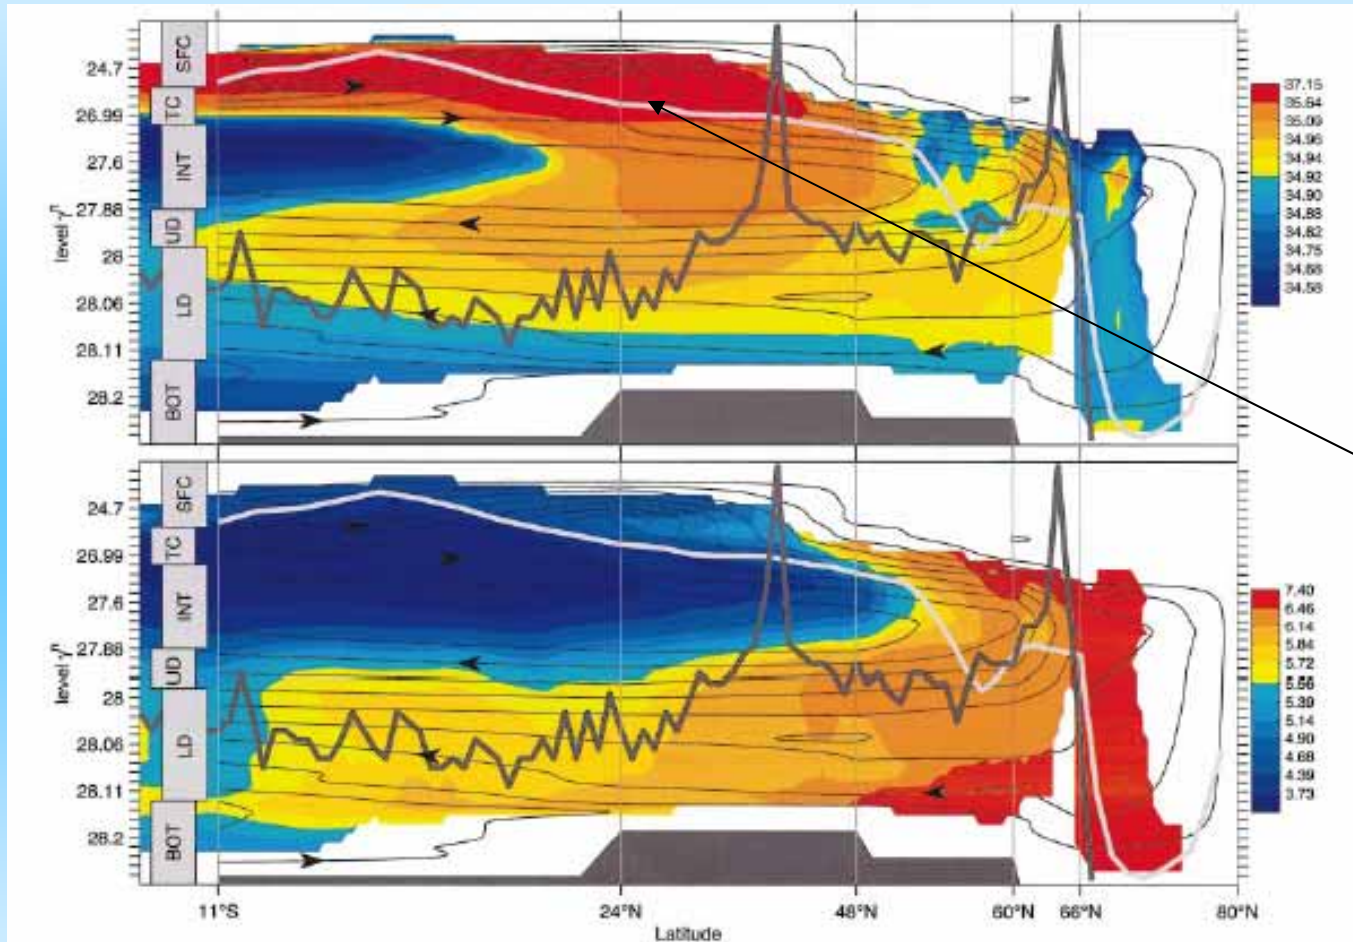 24.7
26.99
27.6
27.88
28
28.06
28.11
28.2
level γⁿ
SFC
TC
INT
UD
LD
BOT
37.15
35.64
35.09
34.96
34.94
34.92
34.90
34.88
34.82
34.75
34.68
34.58
24.7
26.99
27.6
27.88
28
28.06
28.11
28.2
level γⁿ
SFC
TC
INT
UD
LD
BOT
7.40
6.46
6.14
5.84
5.72
5.56
5.39
5.14
4.90
4.68
4.39
3.73
11°S
24°N
48°N
60°N
66°N
80°N
Latitude